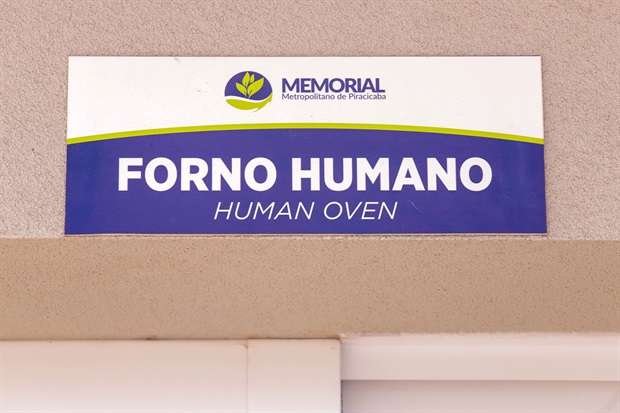 MEMORIAL
Metropolitano de Piracicaba
FORNO HUMANO
HUMAN OVEN